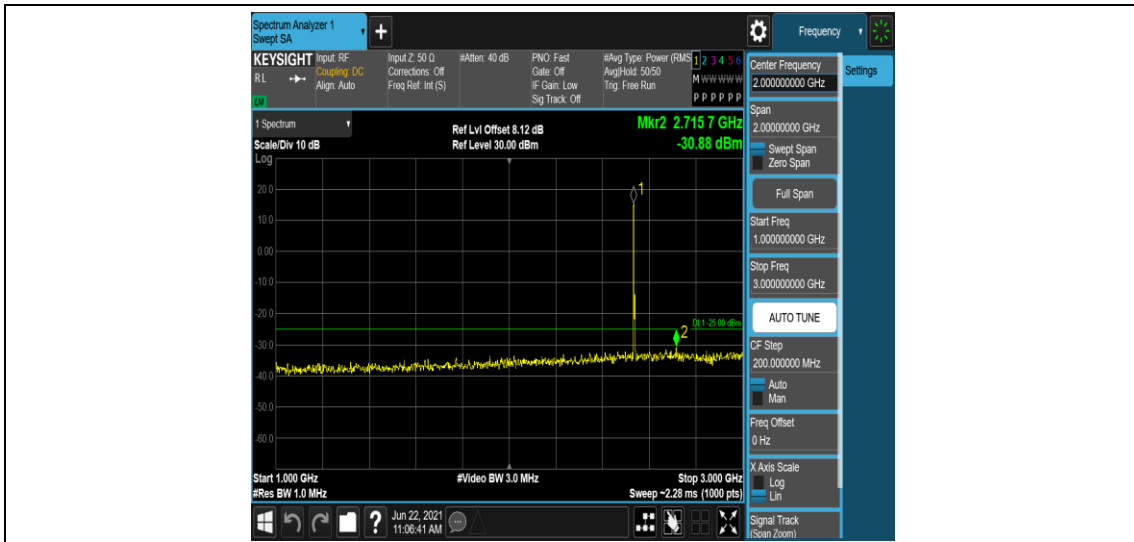 Spectrum Analyzer 1
Swept SA
Frequency
KEYSIGHT
RL
LXI
Input: RF
Coupling: DC
Align: Auto
Input Z: 50 Ω
Corrections: Off
Freq Ref: Int (S)
#Atten: 40 dB
PNO: Fast
Gate: Off
IF Gain: Low
Sig Track: Off
#Avg Type: Power (RMS
Avg|Hold: 50/50
Trig: Free Run
1 2 3 4 5 6
M W W W W W
P P P P P P
1 Spectrum
Scale/Div 10 dB
Ref Lvl Offset 8.12 dB
Ref Level 30.00 dBm
Mkr2 2.715 7 GHz
-30.88 dBm
Log
20.0
10.0
0.00
-10.0
-20.0
-30.0
-40.0
-50.0
-60.0
1
DL1 -25.00 dBm
2
Start 1.000 GHz
#Res BW 1.0 MHz
#Video BW 3.0 MHz
Stop 3.000 GHz
Sweep ~2.28 ms (1000 pts)
Jun 22, 2021
11:06:41 AM
Center Frequency
2.000000000 GHz
Settings
Span
2.00000000 GHz
Swept Span
Zero Span
Full Span
Start Freq
1.000000000 GHz
Stop Freq
3.000000000 GHz
AUTO TUNE
CF Step
200.000000 MHz
Auto
Man
Freq Offset
0 Hz
X Axis Scale
Log
Lin
Signal Track
(Span Zoom)